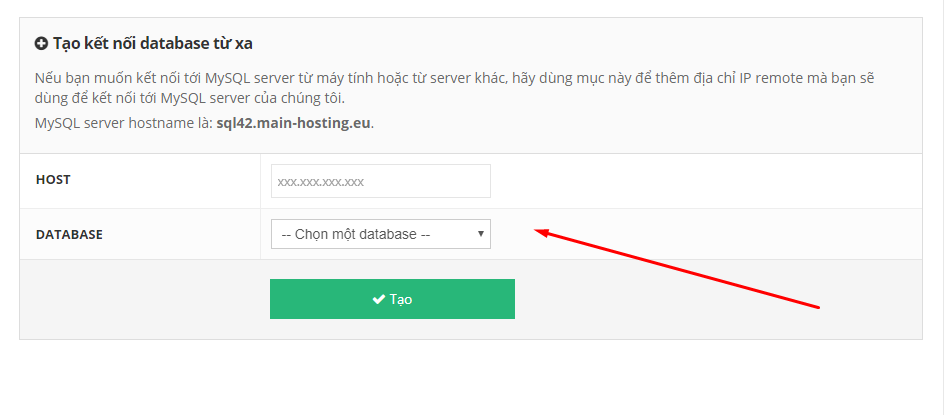 Tạo kết nối database từ xa
Nếu bạn muốn kết nối tới MySQL server từ máy tính hoặc từ server khác, hãy dùng mục này để thêm địa chỉ IP remote mà bạn sẽ
dùng để kết nối tới MySQL server của chúng tôi.
MySQL server hostname là: sql42.main-hosting.eu.
HOST
xxx.xxx.xxx.xxx
DATABASE
-- Chọn một database --
Tạo